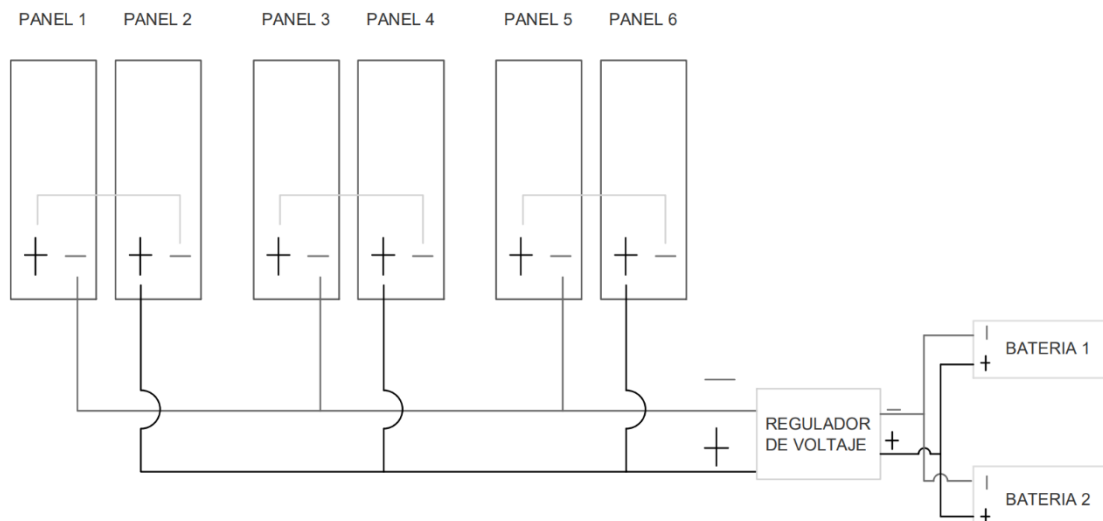 PANEL 1
PANEL 2
PANEL 3
PANEL 4
PANEL 5
PANEL 6
+ −
+ −
+ −
+ −
+ −
+ −
−
+
REGULADOR
DE VOLTAJE
−
+
−
+
BATERIA 1
−
+
BATERIA 2